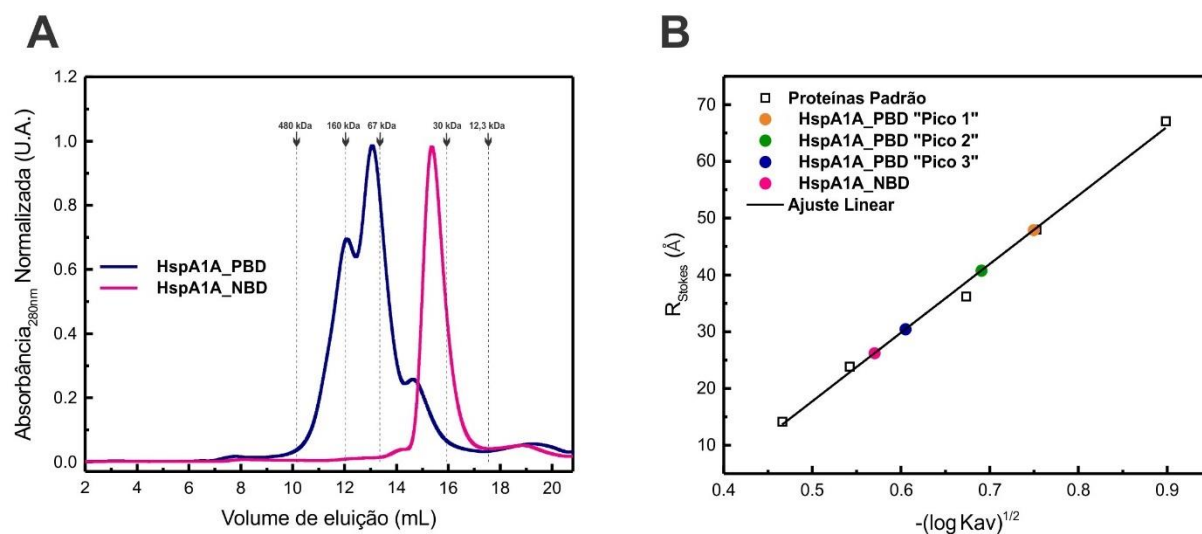 A
1.2
1.0
0.8
0.6
0.4
0.2
0.0
Absorbância280nm Normalizada (U.A.)
480 kDa 160 kDa 67 kDa 30 kDa 12,3 kDa
HspA1A_PBD
HspA1A_NBD
2 4 6 8 10 12 14 16 18 20
Volume de eluição (mL)
B
70
60
50
40
30
20
10
RStokes (Å)
Proteínas Padrão
HspA1A_PBD "Pico 1"
HspA1A_PBD "Pico 2"
HspA1A_PBD "Pico 3"
HspA1A_NBD
Ajuste Linear
0.4 0.5 0.6 0.7 0.8 0.9
-(log Kav)1/2